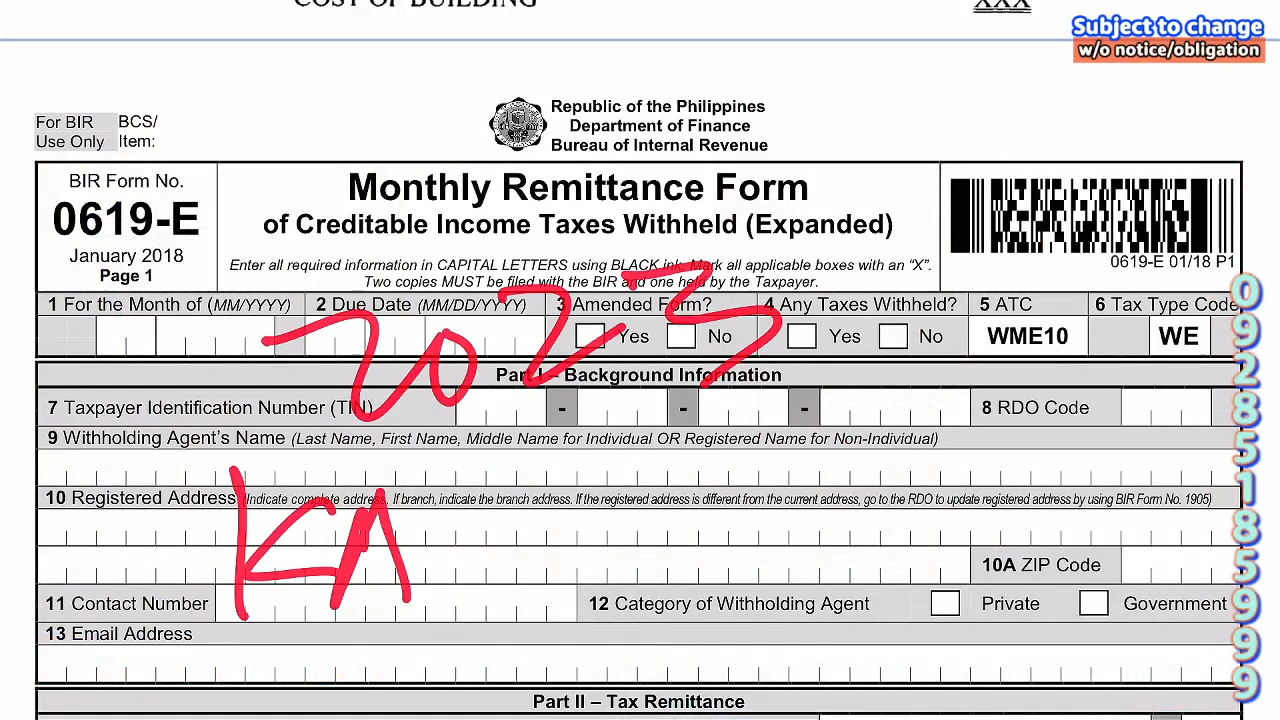 COST OF BUILDING XXX
Subject to change
w/o notice/obligation
For BIR Use Only
BCS/ Item:
Republic of the Philippines
Department of Finance
Bureau of Internal Revenue
BIR Form No.
0619-E
January 2018
Page 1
Monthly Remittance Form
of Creditable Income Taxes Withheld (Expanded)
Enter all required information in CAPITAL LETTERS using BLACK ink. Mark all applicable boxes with an “X”.
Two copies MUST be filed with the BIR and one held by the Taxpayer.
0619-E 01/18 P1
1 For the Month of (MM/YYYY) 2 Due Date (MM/DD/YYYY) 3 Amended Form? 4 Any Taxes Withheld? 5 ATC 6 Tax Type Code
Yes No Yes No WME10 WE
2023
Part I – Background Information
7 Taxpayer Identification Number (TIN) - - - 8 RDO Code
9 Withholding Agent’s Name (Last Name, First Name, Middle Name for Individual OR Registered Name for Non-Individual)
10 Registered Address (Indicate complete address. If branch, indicate the branch address. If the registered address is different from the current address, go to the RDO to update registered address by using BIR Form No. 1905)
KA
10A ZIP Code
11 Contact Number 12 Category of Withholding Agent Private Government
13 Email Address
Part II – Tax Remittance
09285185999